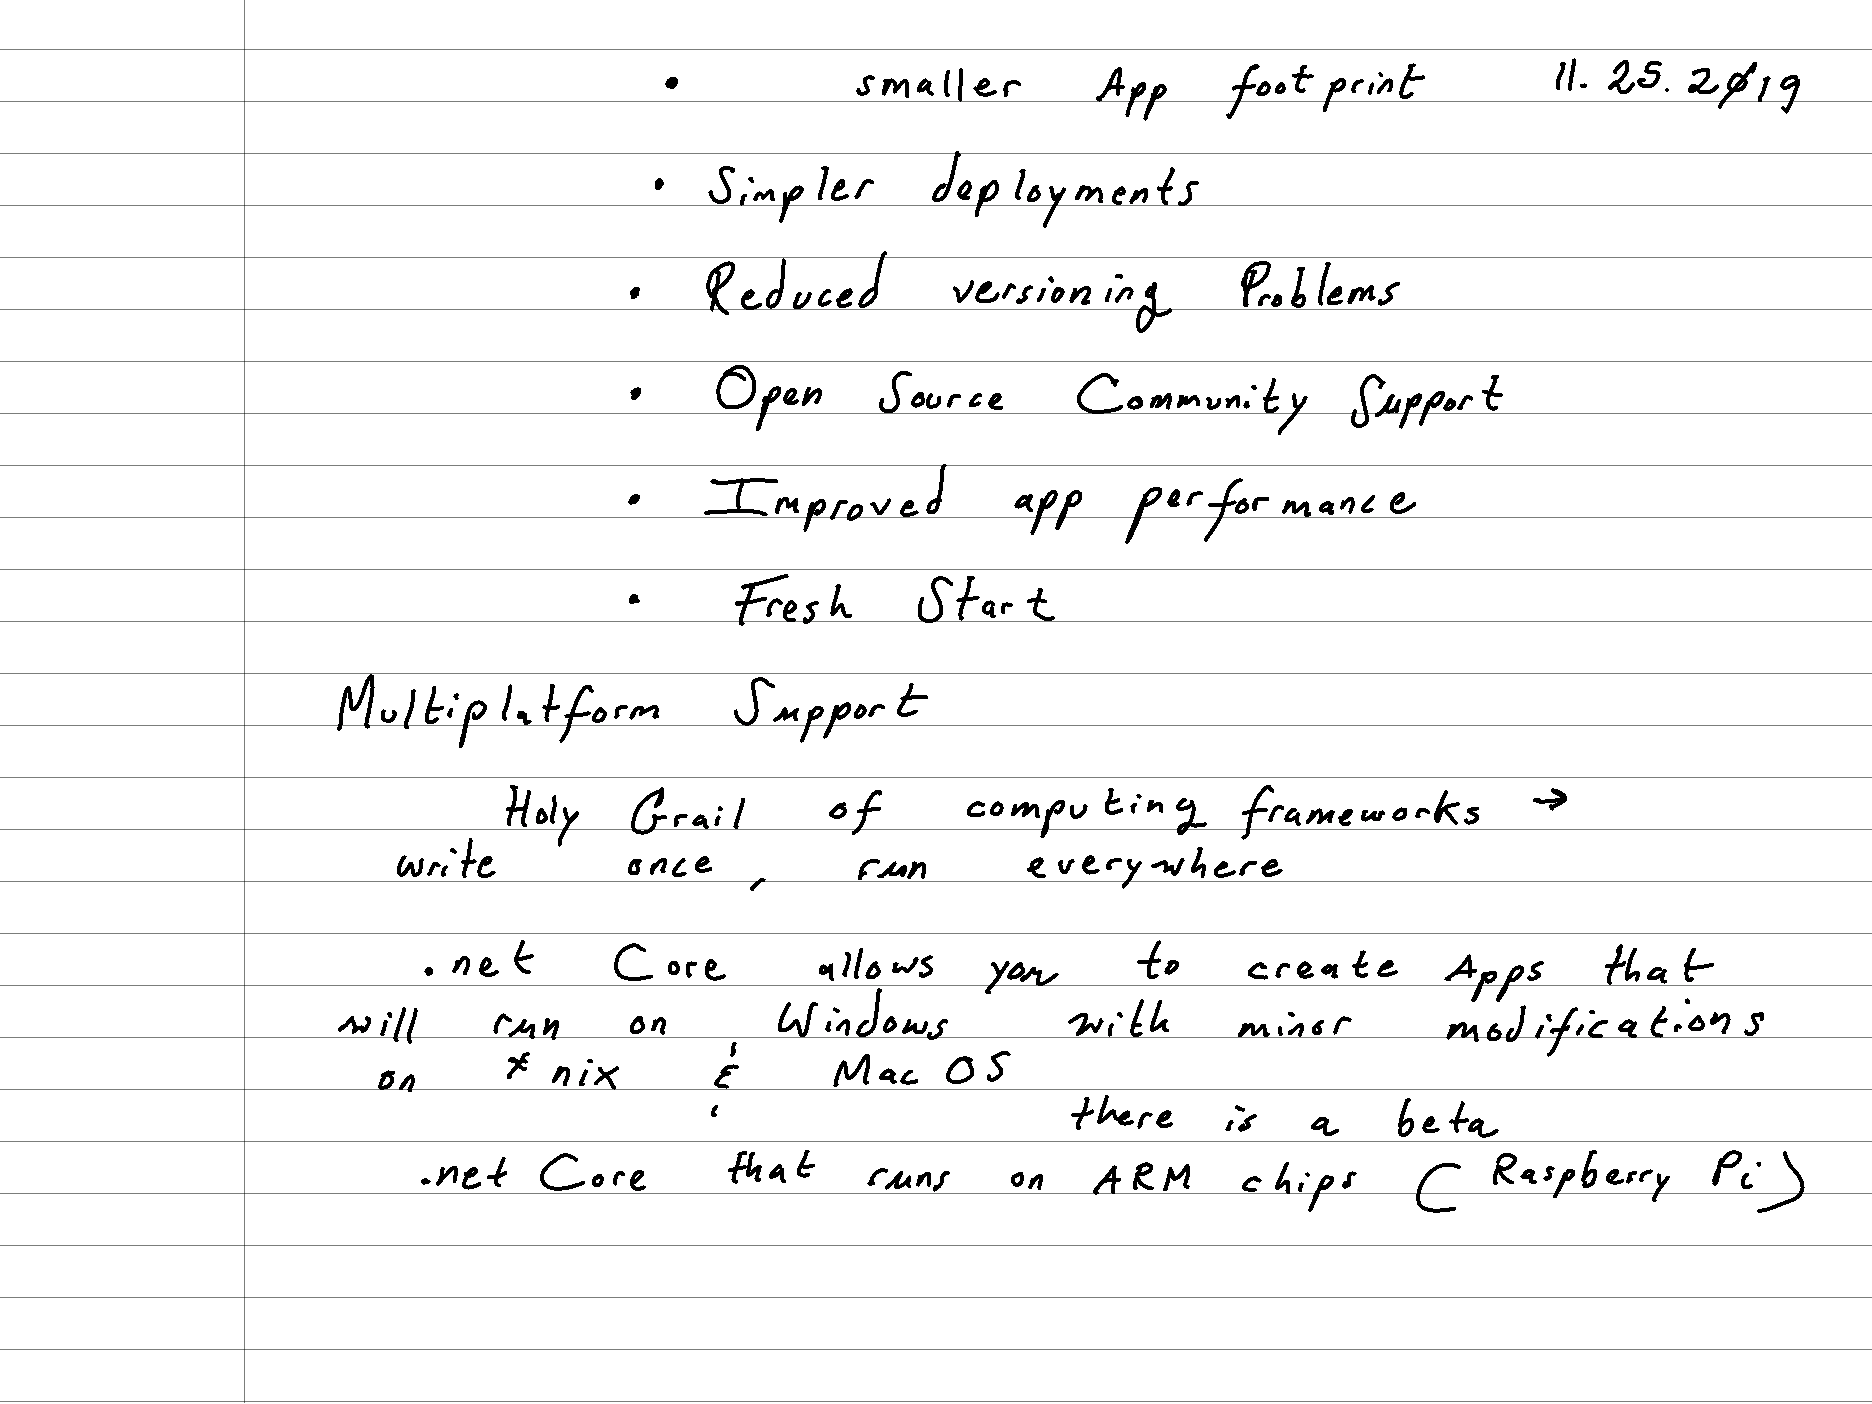 • smaller App footprint 11.25.2019
• Simpler deployments
• Reduced versioning Problems
• Open Source Community Support
• Improved app performance
• Fresh Start
Multiplatform Support
Holy Grail of computing frameworks →
write once, run everywhere
.net Core allows you to create Apps that
will run on Windows with minor modifications
on *nix & Mac OS
there is a beta
.net Core that runs on ARM chips (Raspberry Pi)